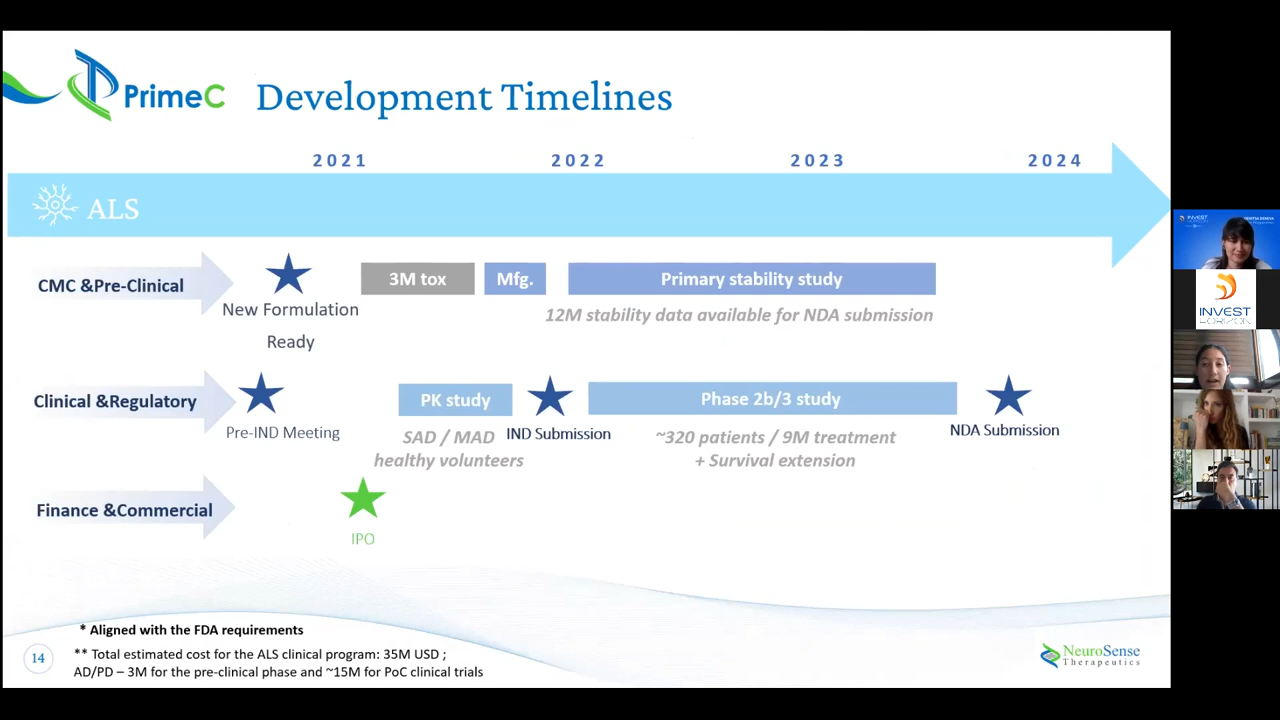 PrimeC
Development Timelines
2021 2022 2023 2024
ALS
CMC &Pre-Clinical
New Formulation
Ready
3M tox
Mfg.
Primary stability study
12M stability data available for NDA submission
Clinical &Regulatory
Pre-IND Meeting
PK study
SAD / MAD
healthy volunteers
IND Submission
Phase 2b/3 study
~320 patients / 9M treatment
+ Survival extension
NDA Submission
Finance &Commercial
IPO
* Aligned with the FDA requirements
** Total estimated cost for the ALS clinical program: 35M USD ;
AD/PD – 3M for the pre-clinical phase and ~15M for PoC clinical trials
14
NeuroSense
Therapeutics
INVEST
INVEST
HORIZON